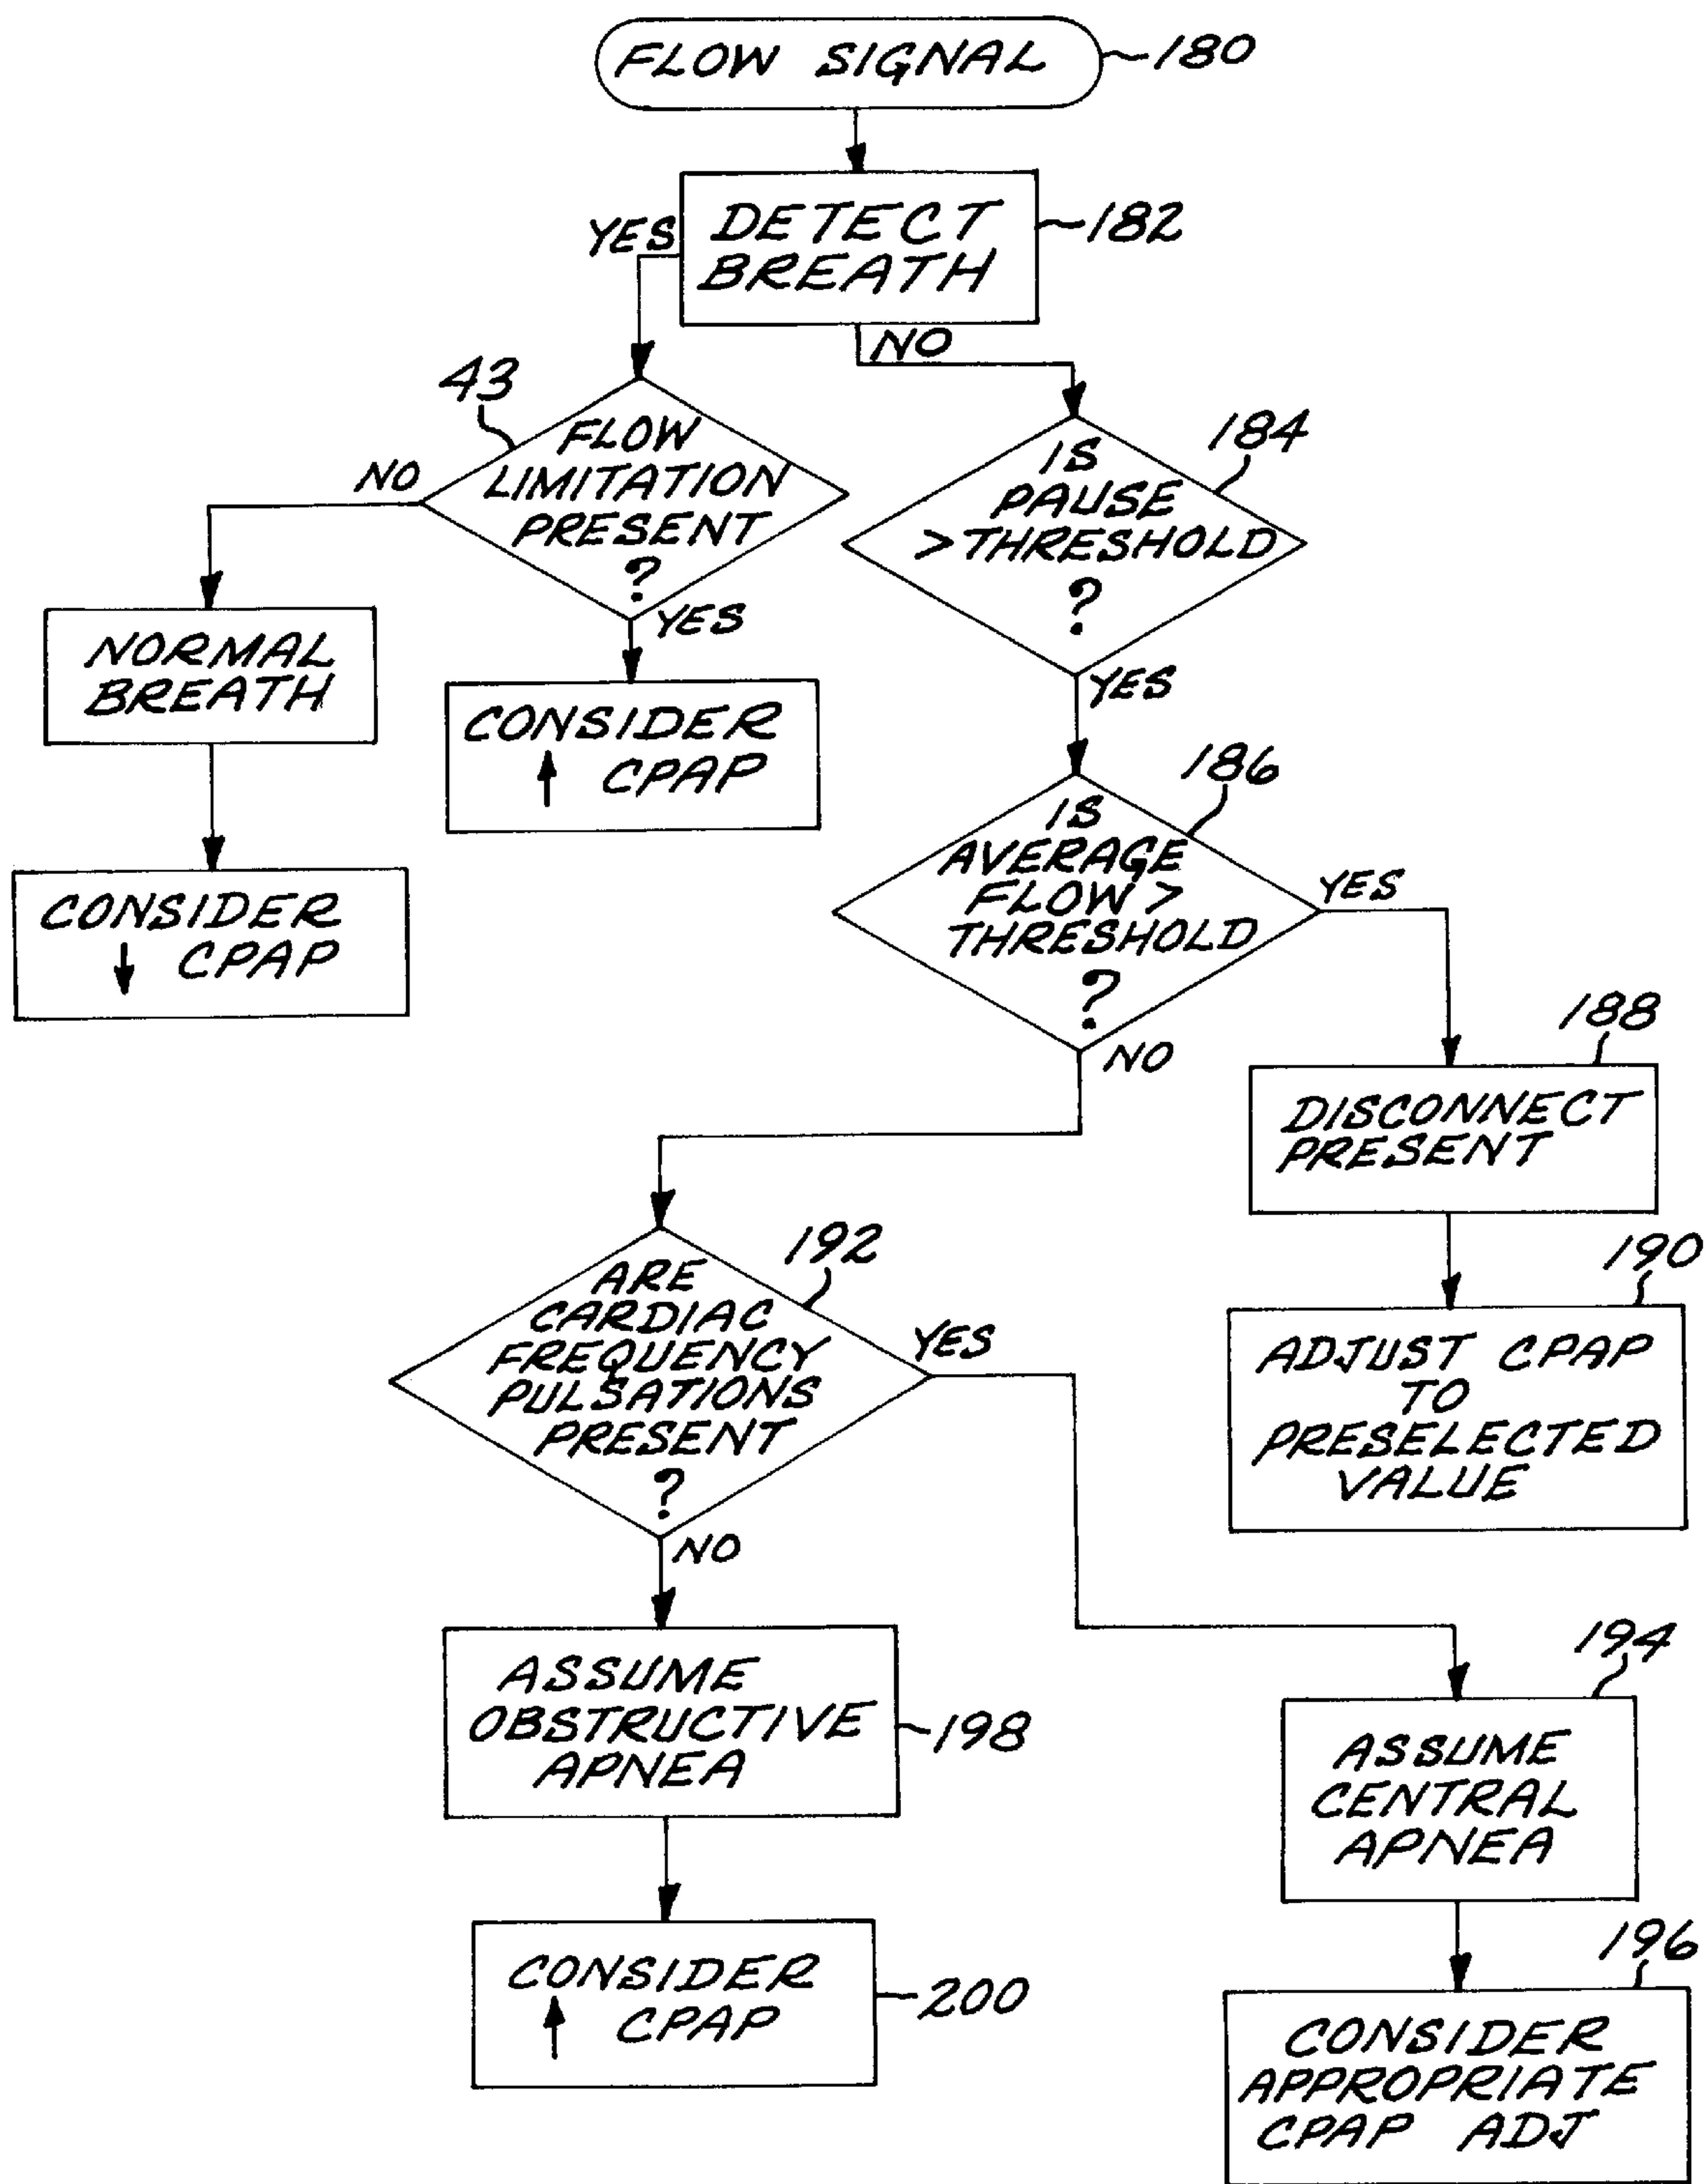 FLOW SIGNAL
180
DETECT
BREATH
182
YES
NO
43
FLOW
LIMITATION
PRESENT
?
NO
YES
NORMAL
BREATH
CONSIDER
↓ CPAP
CONSIDER
↑ CPAP
184
IS
PAUSE
> THRESHOLD
?
YES
186
IS
AVERAGE
FLOW >
THRESHOLD
?
YES
NO
188
DISCONNECT
PRESENT
190
ADJUST CPAP
TO
PRESELECTED
VALUE
192
ARE
CARDIAC
FREQUENCY
PULSATIONS
PRESENT
?
YES
NO
ASSUME
OBSTRUCTIVE
APNEA
198
CONSIDER
↑ CPAP
200
194
ASSUME
CENTRAL
APNEA
196
CONSIDER
APPROPRIATE
CPAP ADJ